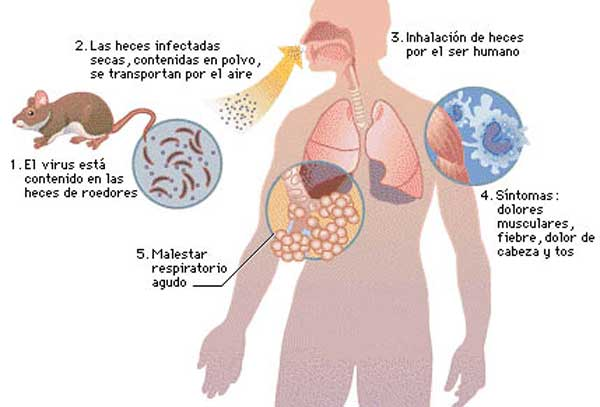 1. El virus está
contenido en las
heces de roedores
2. Las heces infectadas
secas, contenidas en polvo,
se transportan por el aire
3. Inhalación de heces
por el ser humano
4. Síntomas:
dolores
musculares,
fiebre, dolor de
cabeza y tos
5. Malestar
respiratorio
agudo